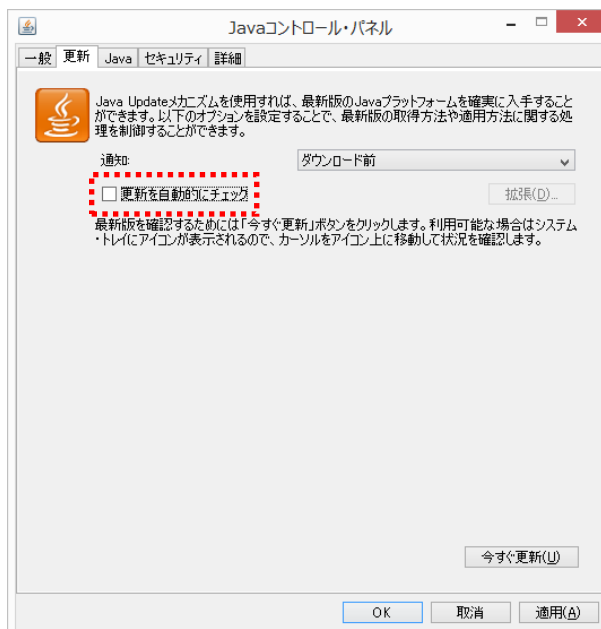 Javaコントロール・パネル
一般 更新 Java セキュリティ 詳細
Java Updateメカニズムを使用すれば、最新版のJavaプラットフォームを確実に入手すること
ができます。以下のオプションを設定することで、最新版の取得方法や適用方法に関する処
理を制御することができます。
通知: ダウンロード前
更新を自動的にチェック 拡張(D)...
最新版を確認するためには「今すぐ更新」ボタンをクリックします。利用可能な場合はシステム
・トレイにアイコンが表示されるので、カーソルをアイコン上に移動して状況を確認します。
今すぐ更新(U)
OK 取消 適用(A)